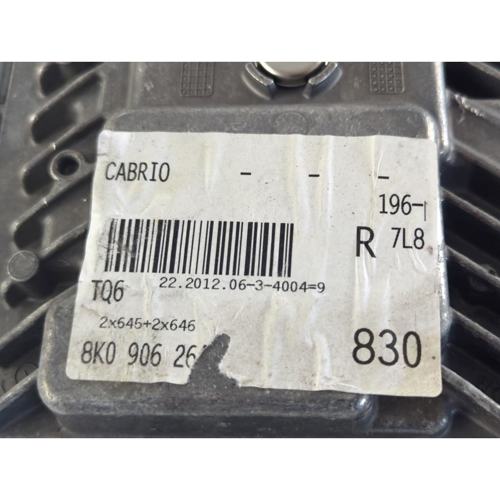 CABRIO - - -
196-
R 7L8
22.2012.06-3-4004=9
TQ6
2x645+2x646
8K0 906 26
830